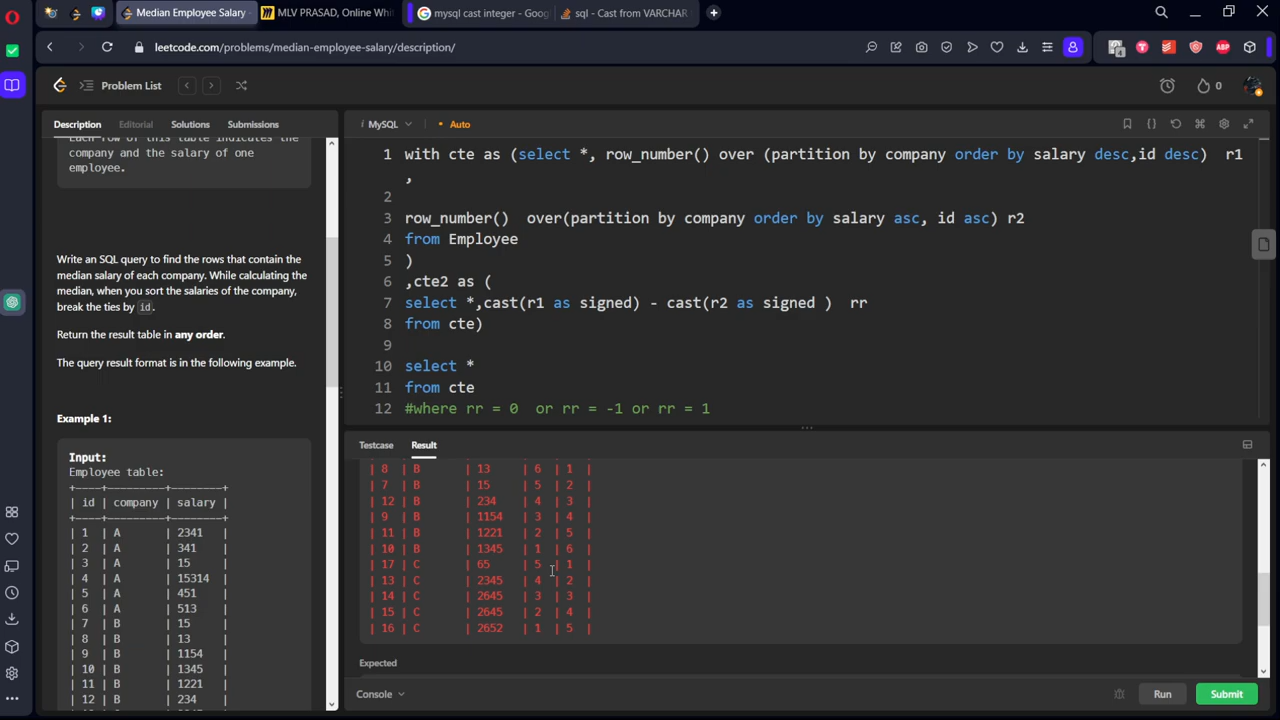 Median Employee Salary
MLV PRASAD, Online Whi
mysql cast integer - Goog
sql - Cast from VARCHAR
leetcode.com/problems/median-employee-salary/description/
4
ABP
Problem List
0
Description
Editorial
Solutions
Submissions
Each row of this table indicates the
company and the salary of one
employee.
Write an SQL query to find the rows that contain the
median salary of each company. While calculating the
median, when you sort the salaries of the company,
break the ties by id.
Return the result table in any order.
The query result format is in the following example.
Example 1:
Input:
Employee table:
+----+---------+--------+
| id | company | salary |
+----+---------+--------+
| 1 | A | 2341 |
| 2 | A | 341 |
| 3 | A | 15 |
| 4 | A | 15314 |
| 5 | A | 451 |
| 6 | A | 513 |
| 7 | B | 15 |
| 8 | B | 13 |
| 9 | B | 1154 |
| 10 | B | 1345 |
| 11 | B | 1221 |
| 12 | B | 234 |
i MySQL
• Auto
1 with cte as (select *, row_number() over (partition by company order by salary desc,id desc) r1
,
2
3 row_number() over(partition by company order by salary asc, id asc) r2
4 from Employee
5 )
6 ,cte2 as (
7 select *,cast(r1 as signed) - cast(r2 as signed ) rr
8 from cte)
9
10 select *
11 from cte
12 #where rr = 0 or rr = -1 or rr = 1
Testcase
Result
| 8 | B | 13 | 6 | 1 |
| 7 | B | 15 | 5 | 2 |
| 12 | B | 234 | 4 | 3 |
| 9 | B | 1154 | 3 | 4 |
| 11 | B | 1221 | 2 | 5 |
| 10 | B | 1345 | 1 | 6 |
| 17 | C | 65 | 5 | 1 |
| 13 | C | 2345 | 4 | 2 |
| 14 | C | 2645 | 3 | 3 |
| 15 | C | 2645 | 2 | 4 |
| 16 | C | 2652 | 1 | 5 |
Expected
Console
Run
Submit